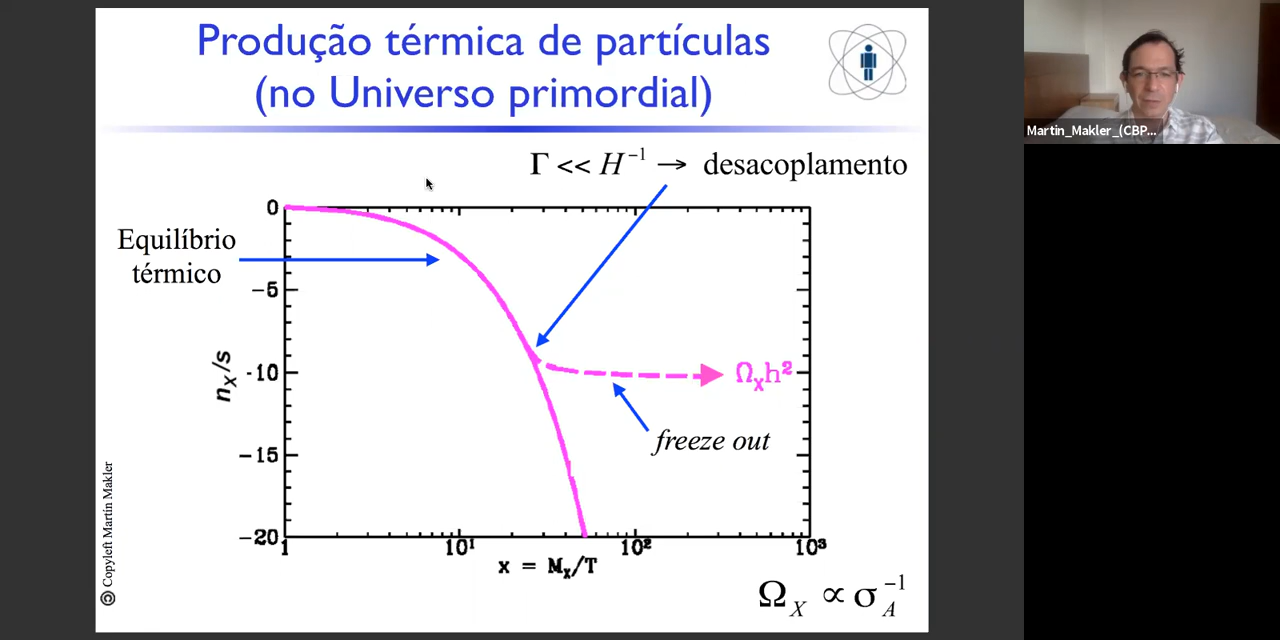 Produção térmica de partículas
(no Universo primordial)
Martin_Makler_(CBP...
Γ << H⁻¹ → desacoplamento
Equilíbrio
térmico
0
-5
-10
-15
-20
n_X/s
Ω_Xh²
freeze out
1
10¹
10²
10³
x = M_X/T
Ω_X ∝ σ_A⁻¹
Copyleft Martín Makler